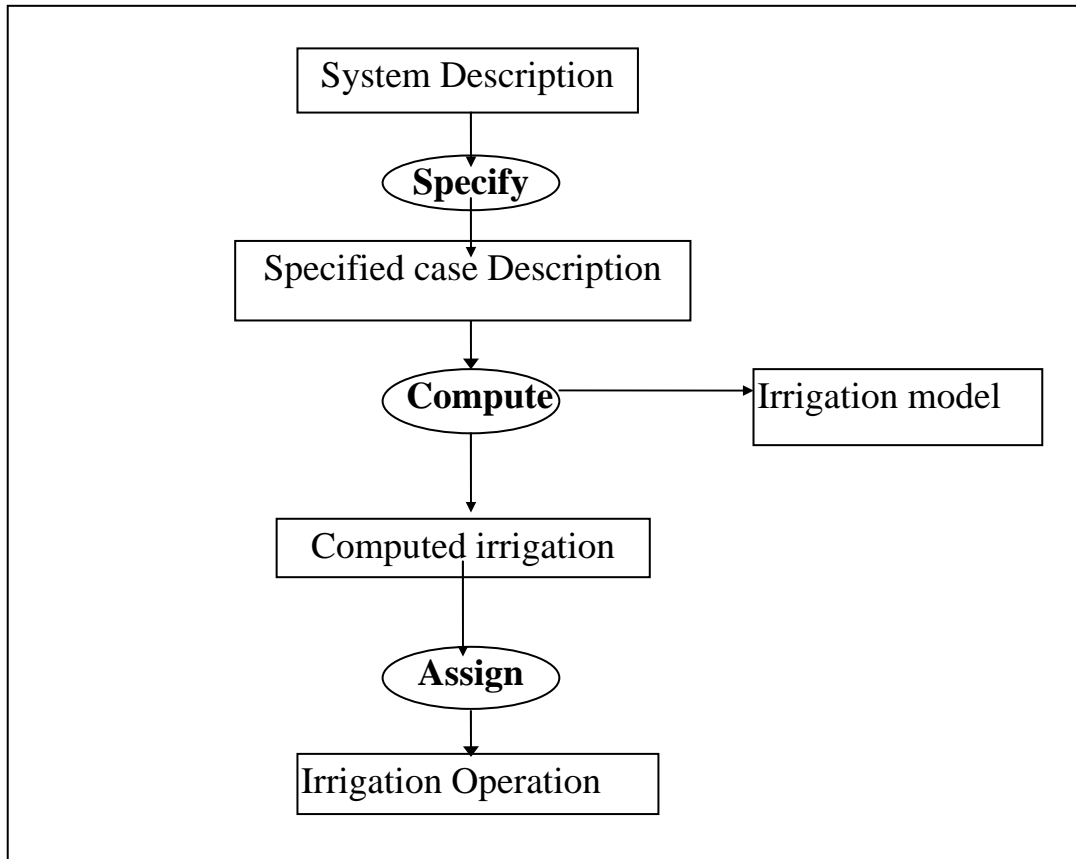 System Description
Specify
Specified case Description
Compute
Irrigation model
Computed irrigation
Assign
Irrigation Operation